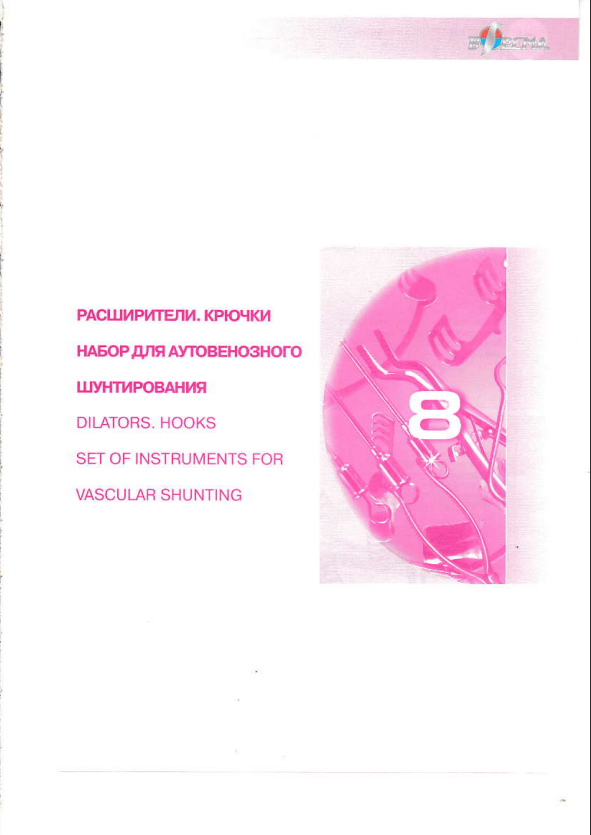 РАСШИРИТЕЛИ. КРЮЧКИ
НАБОР ДЛЯ АУТОВЕНОЗНОГО
ШУНТИРОВАНИЯ
DILATORS. HOOKS
SET OF INSTRUMENTS FOR
VASCULAR SHUNTING
8